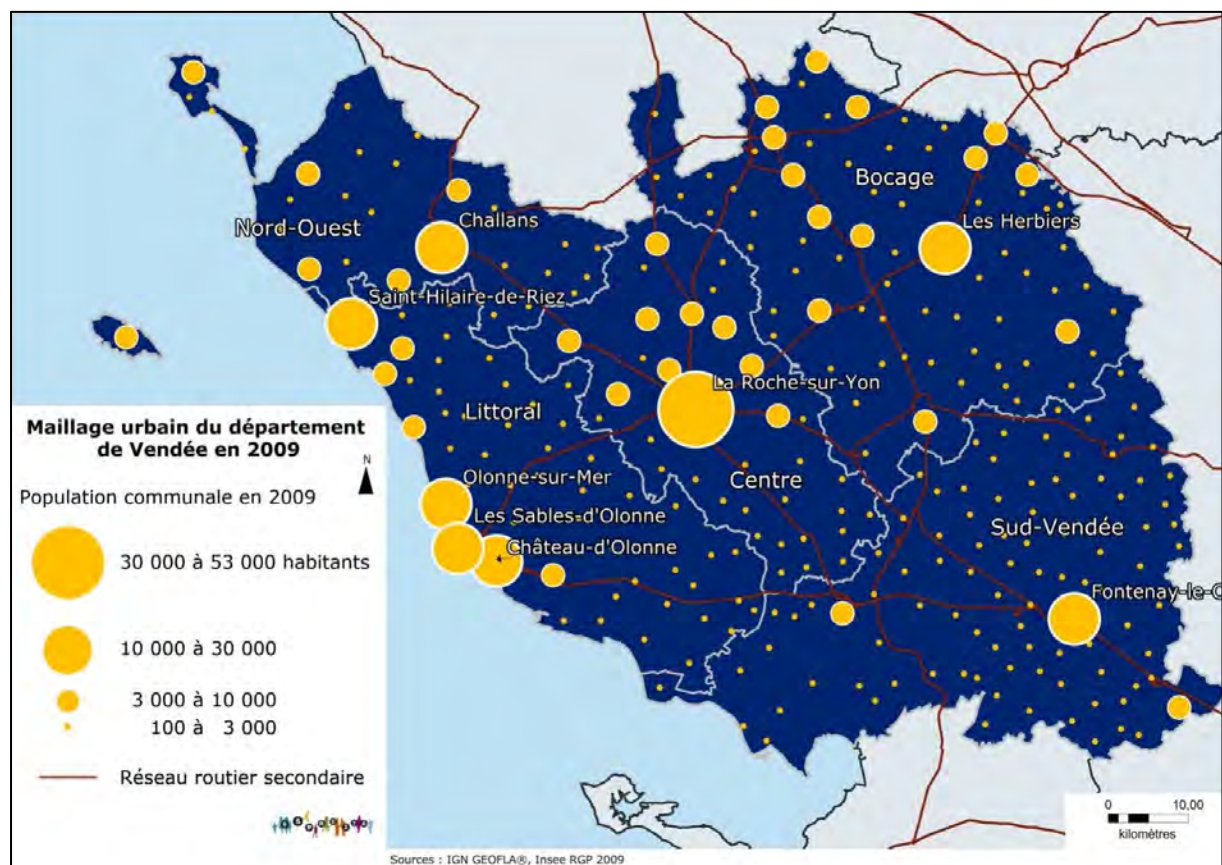 Bocage
Challans
Les Herbiers
Nord-Ouest
Saint-Hilaire-de-Riez
La Roche-sur-Yon
Littoral
Centre
Olonne-sur-Mer
Les Sables-d'Olonne
Sud-Vendée
Château-d'Olonne
Fontenay-le-C
Maillage urbain du département
de Vendée en 2009
N
Population communale en 2009
30 000 à 53 000 habitants
10 000 à 30 000
3 000 à 10 000
100 à 3 000
Réseau routier secondaire
0 10,00
kilomètres
Sources : IGN GEOFLA®, Insee RGP 2009